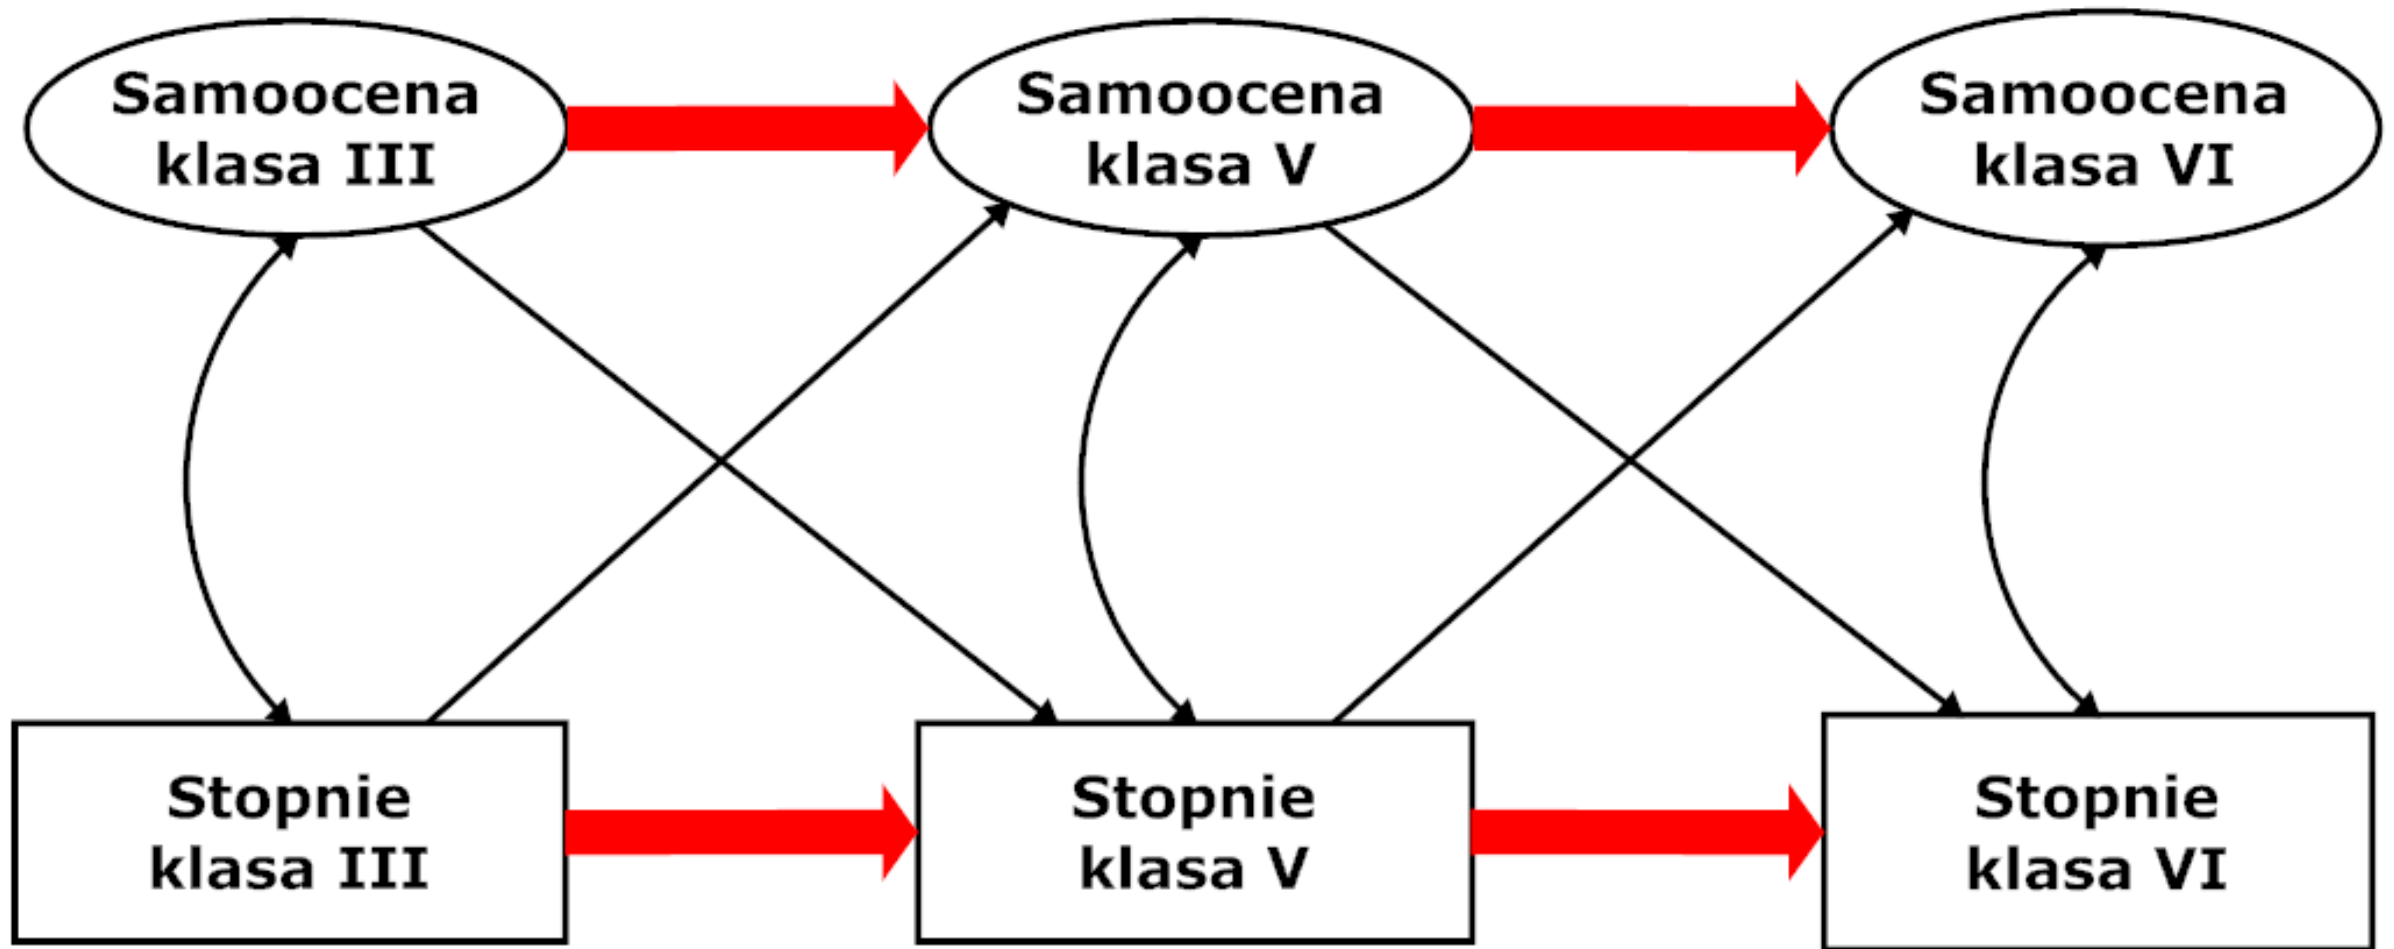 Samoocena
klasa III
Samoocena
klasa V
Samoocena
klasa VI
Stopnie
klasa III
Stopnie
klasa V
Stopnie
klasa VI